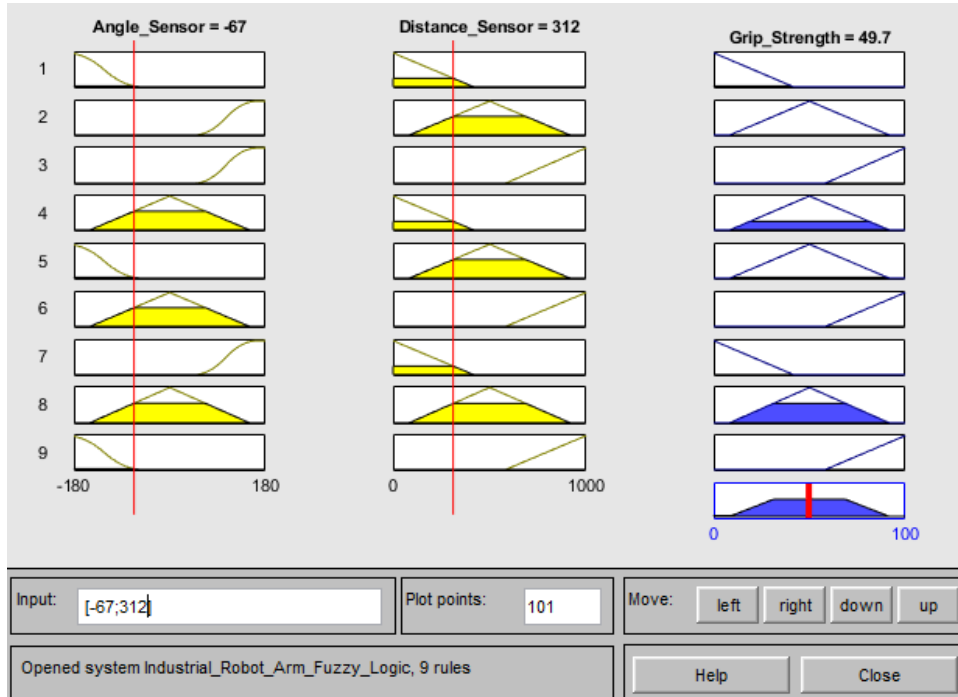 Angle_Sensor = -67
Distance_Sensor = 312
Grip_Strength = 49.7
1
2
3
4
5
6
7
8
9
-180
180
0
1000
0
100
Input:
[-67;312]
Plot points:
101
Move:
left
right
down
up
Opened system Industrial_Robot_Arm_Fuzzy_Logic, 9 rules
Help
Close